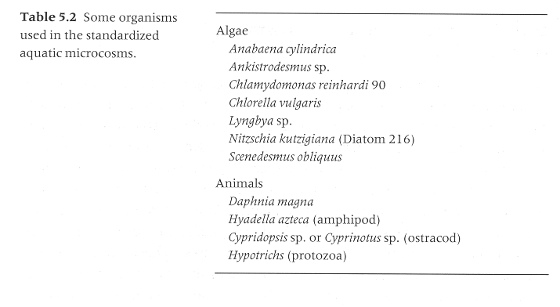 Table 5.2 Some organisms
used in the standardized
aquatic microcosms.
Algae
Anabaena cylindrica
Ankistrodesmus sp.
Chlamydomonas reinhardi 90
Chlorella vulgaris
Lyngbya sp.
Nitzschia kutzigiana (Diatom 216)
Scenedesmus obliquus
Animals
Daphnia magna
Hyadella azteca (amphipod)
Cypridopsis sp. or Cyprinotus sp. (ostracod)
Hypotrichs (protozoa)